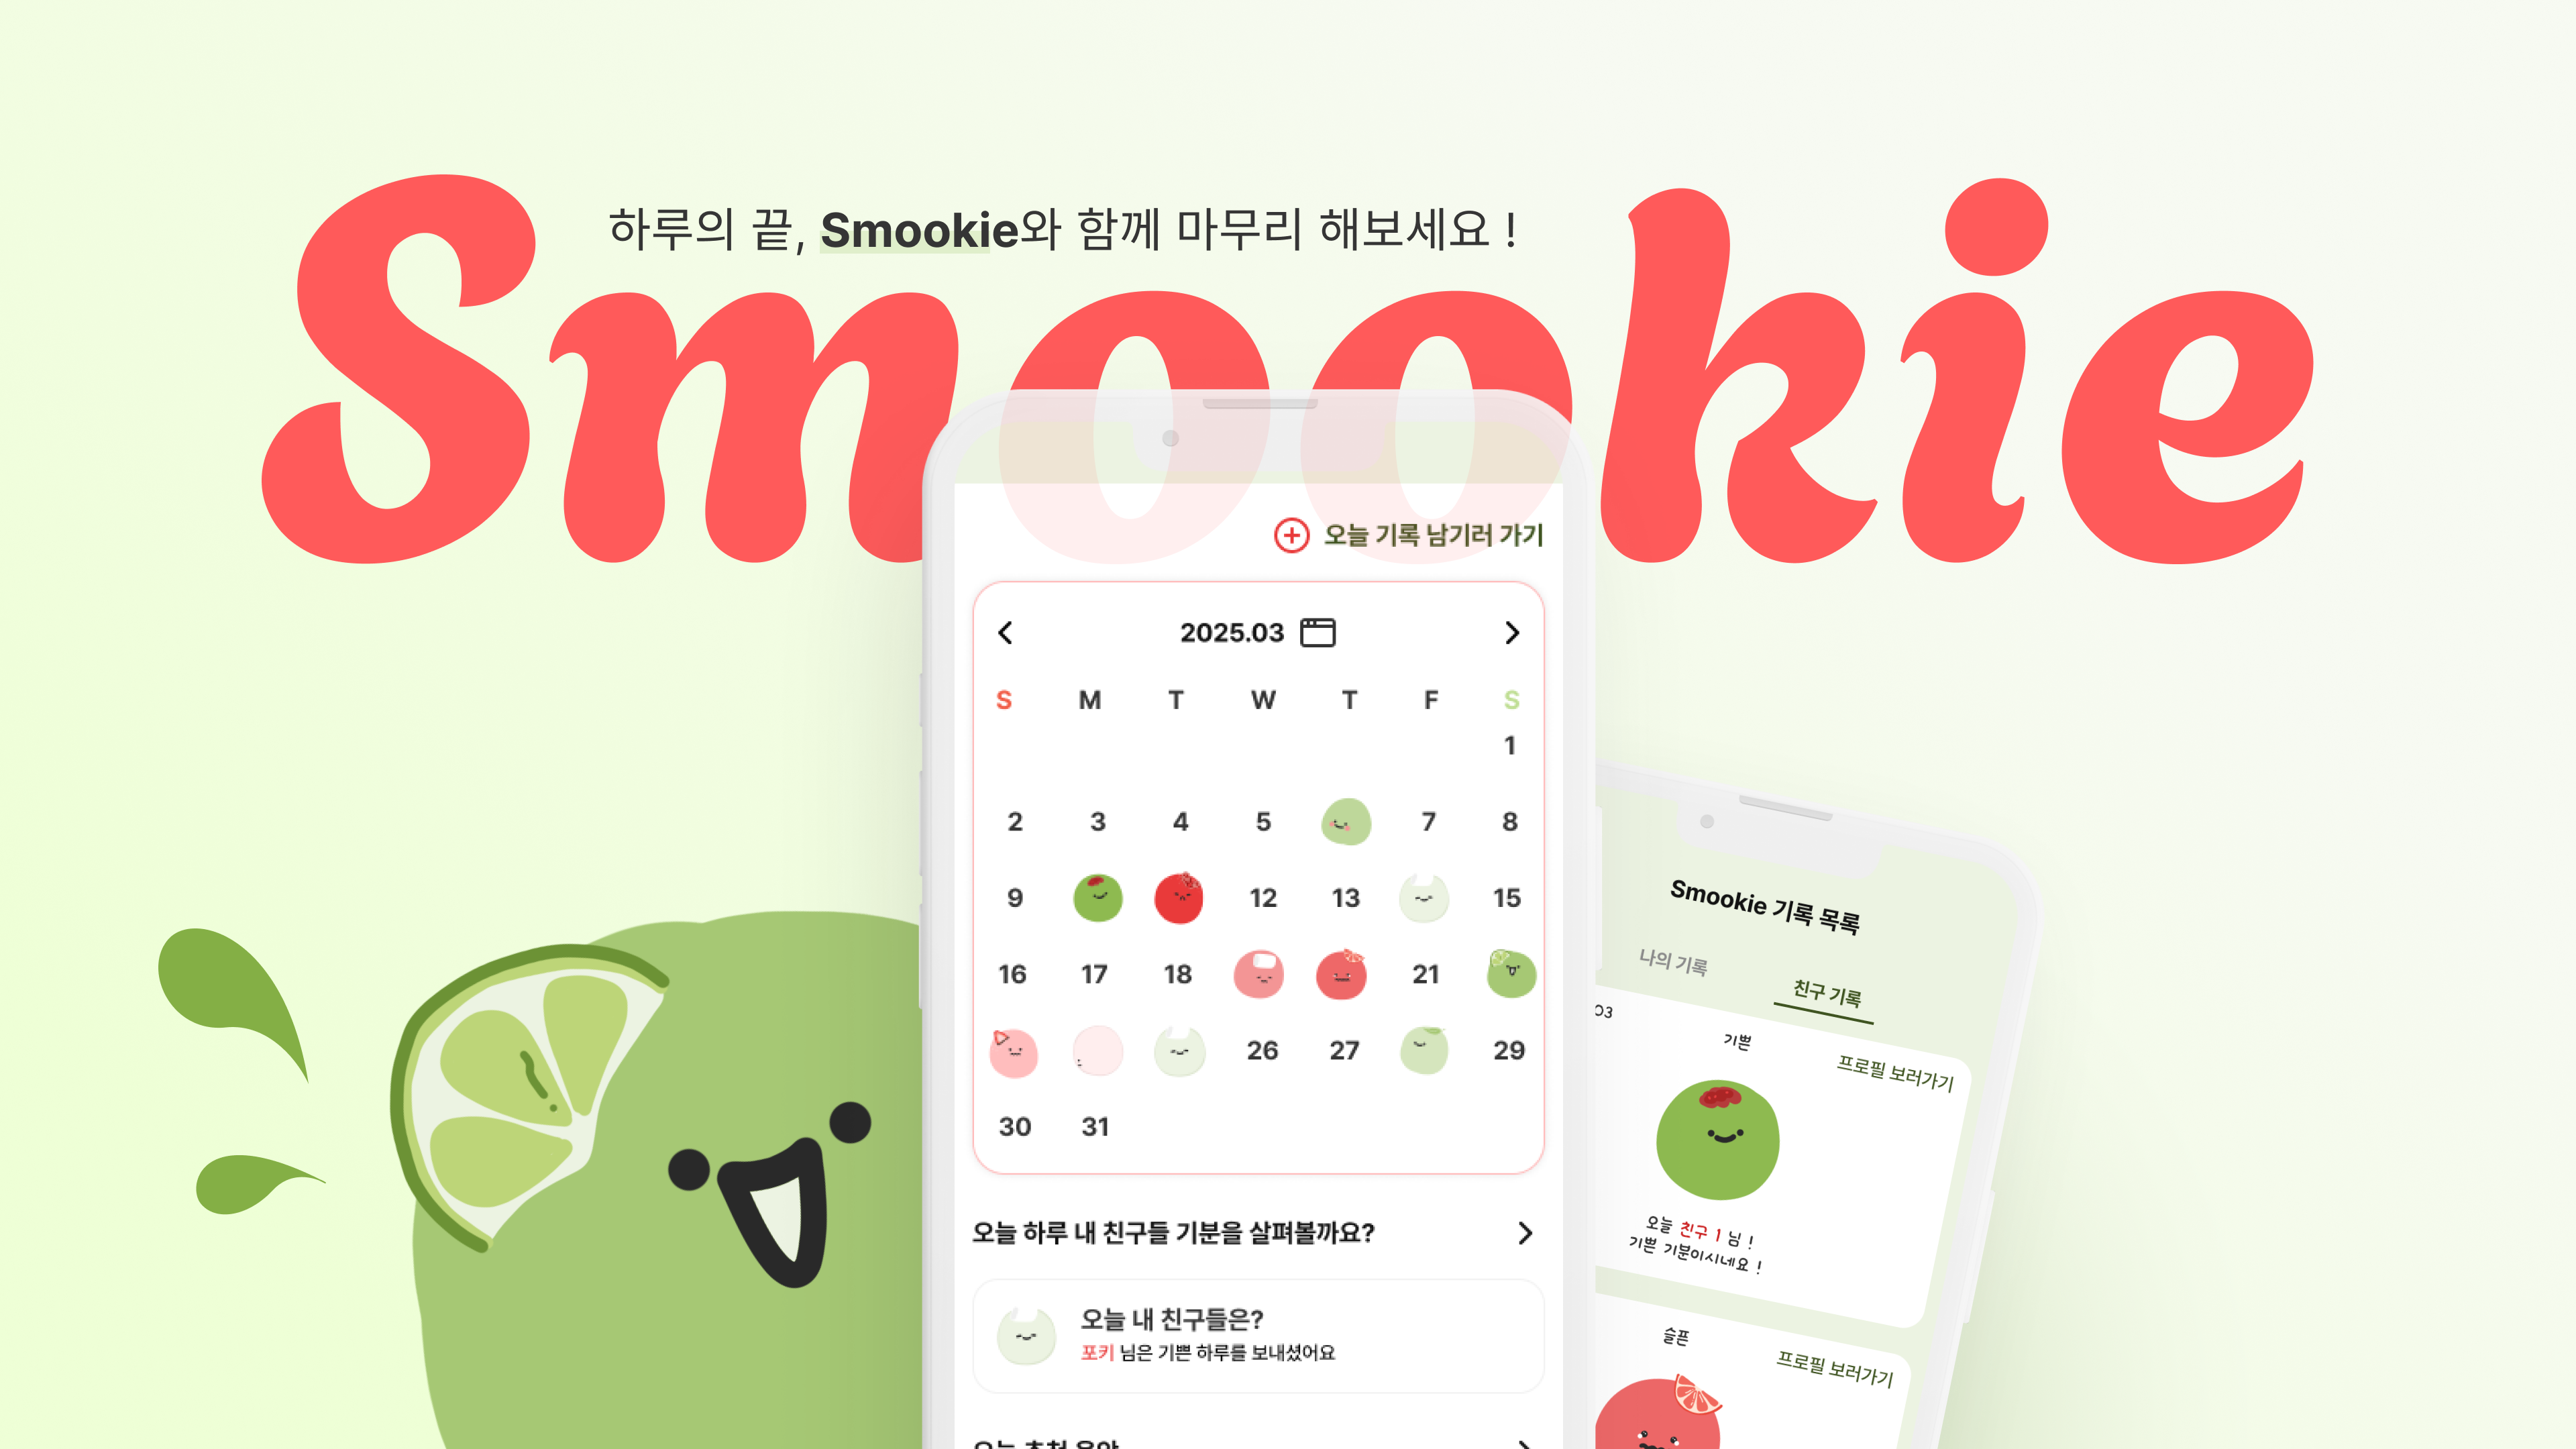 하루의 끝, Smookie와 함께 마무리 해보세요 !
Smookie
오늘 기록 남기러 가기
2025.03
S M T W T F S
1
2 3 4 5 7 8
9 12 13 15
16 17 18 21
26 27 29
30 31
오늘 하루 내 친구들 기분을 살펴볼까요?
오늘 내 친구들은?
포키 님은 기쁜 하루를 보내셨어요
Smookie 기록 목록
나의 기록
친구 기록
03
기쁜
프로필 보러가기
오늘 친구 1 님 !
기쁜 기분이시네요 !
슬픈
프로필 보러가기